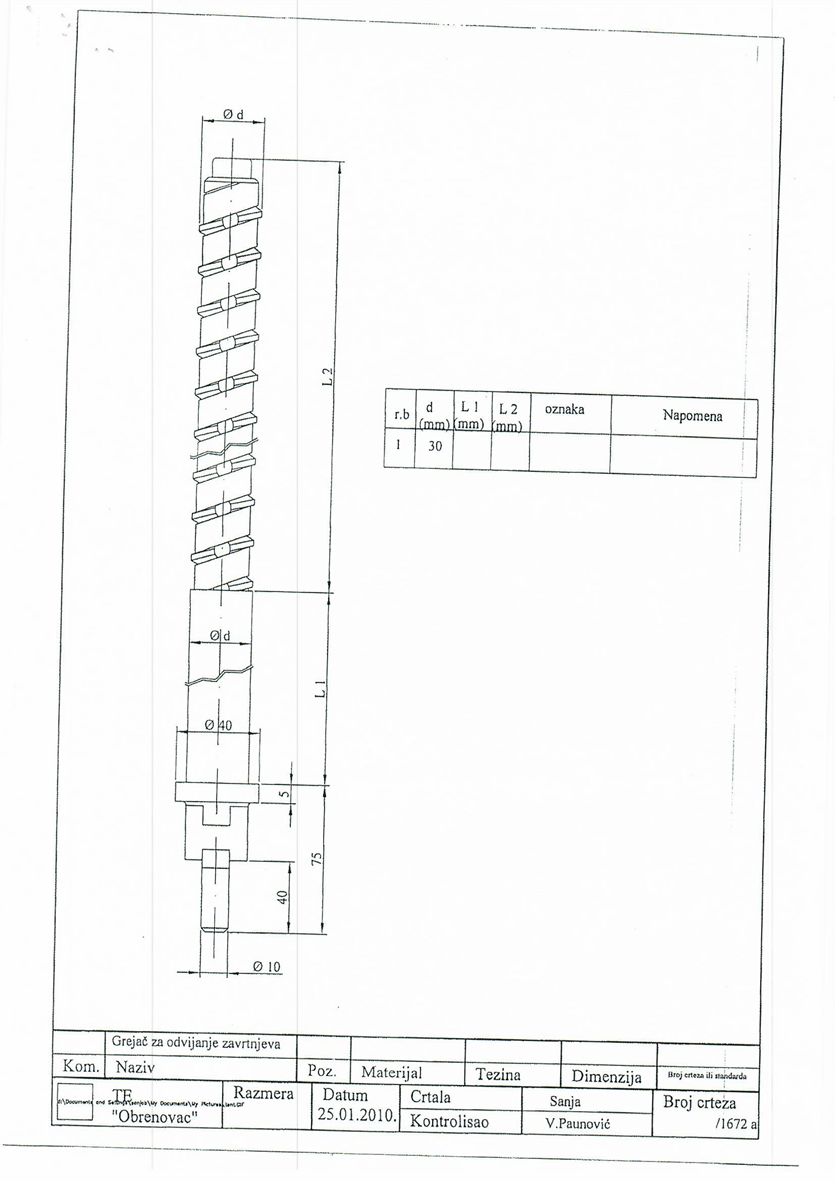 Ø d
L 2
r.b
d
(mm)
L 1
(mm)
L 2
(mm)
oznaka
Napomena
1
30
Ø d
L 1
Ø 40
5
75
40
Ø 10
Grejač za odvijanje zavrtnjeva
Kom.
Naziv
Poz.
Materijal
Tezina
Dimenzija
Broj crteza ili standarda
TE
"Obrenovac"
Razmera
Datum
25.01.2010.
Crtala
Sanja
Kontrolisao
V.Paunović
Broj crteza
/1672 a